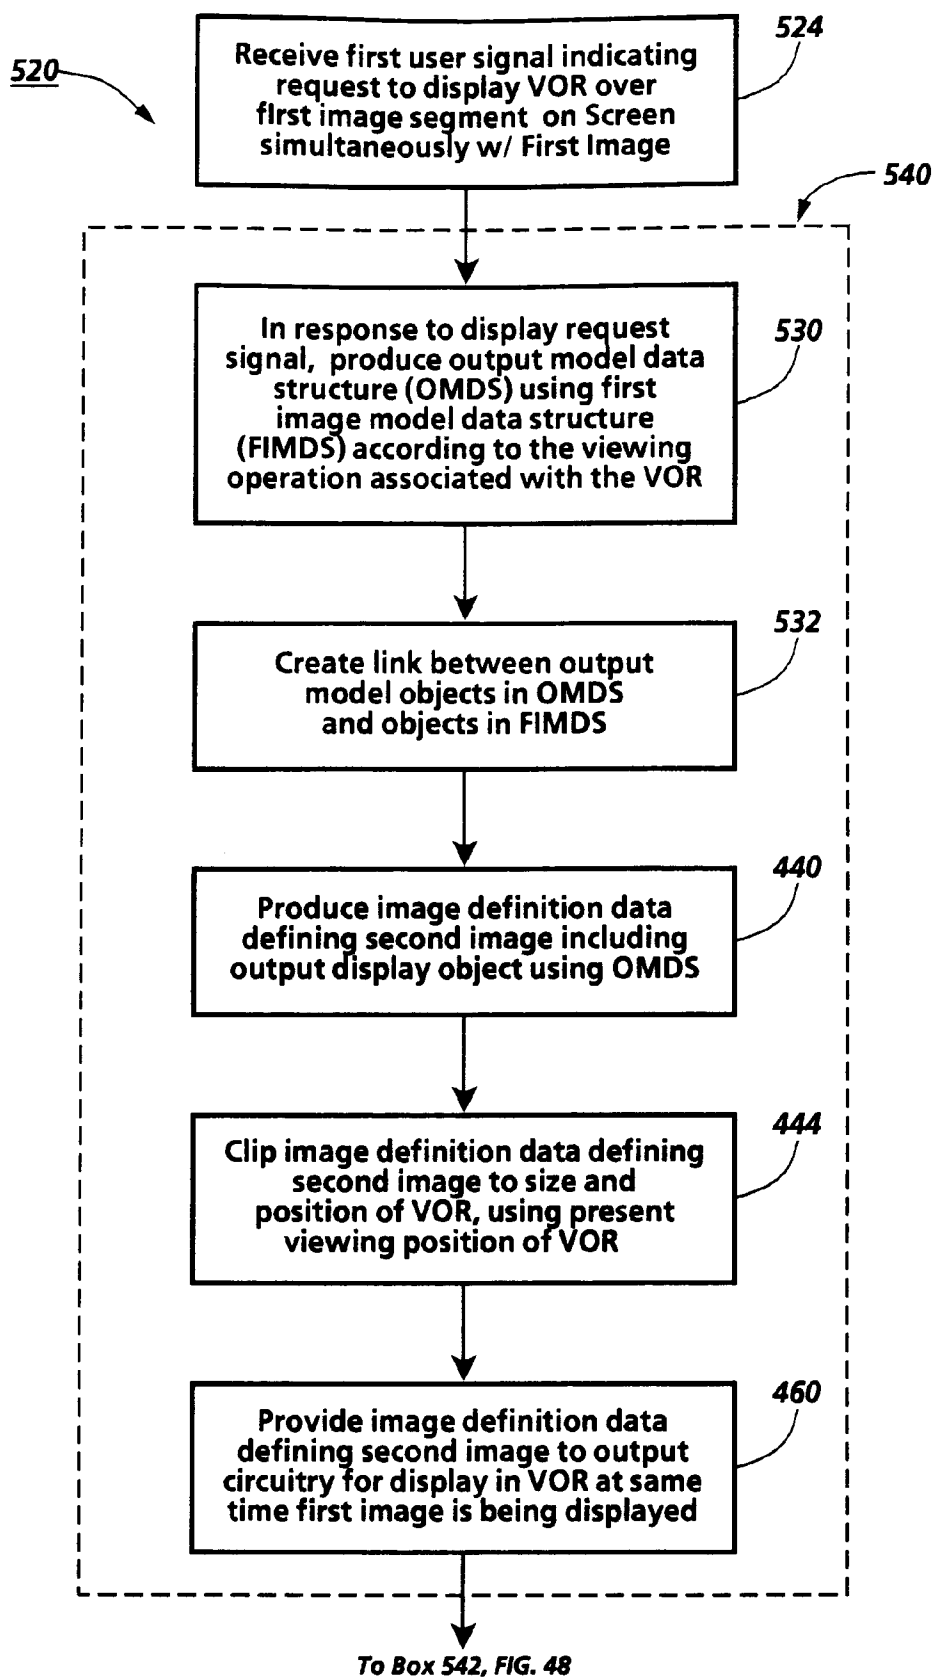 520
524
Receive first user signal indicating
request to display VOR over
first image segment on Screen
simultaneously w/ First Image
540
530
In response to display request
signal, produce output model data
structure (OMDS) using first
image model data structure
(FIMDS) according to the viewing
operation associated with the VOR
532
Create link between output
model objects in OMDS
and objects in FIMDS
440
Produce image definition data
defining second image including
output display object using OMDS
444
Clip image definition data defining
second image to size and
position of VOR, using present
viewing position of VOR
460
Provide image definition data
defining second image to output
circuitry for display in VOR at same
time first image is being displayed
To Box 542, FIG. 48